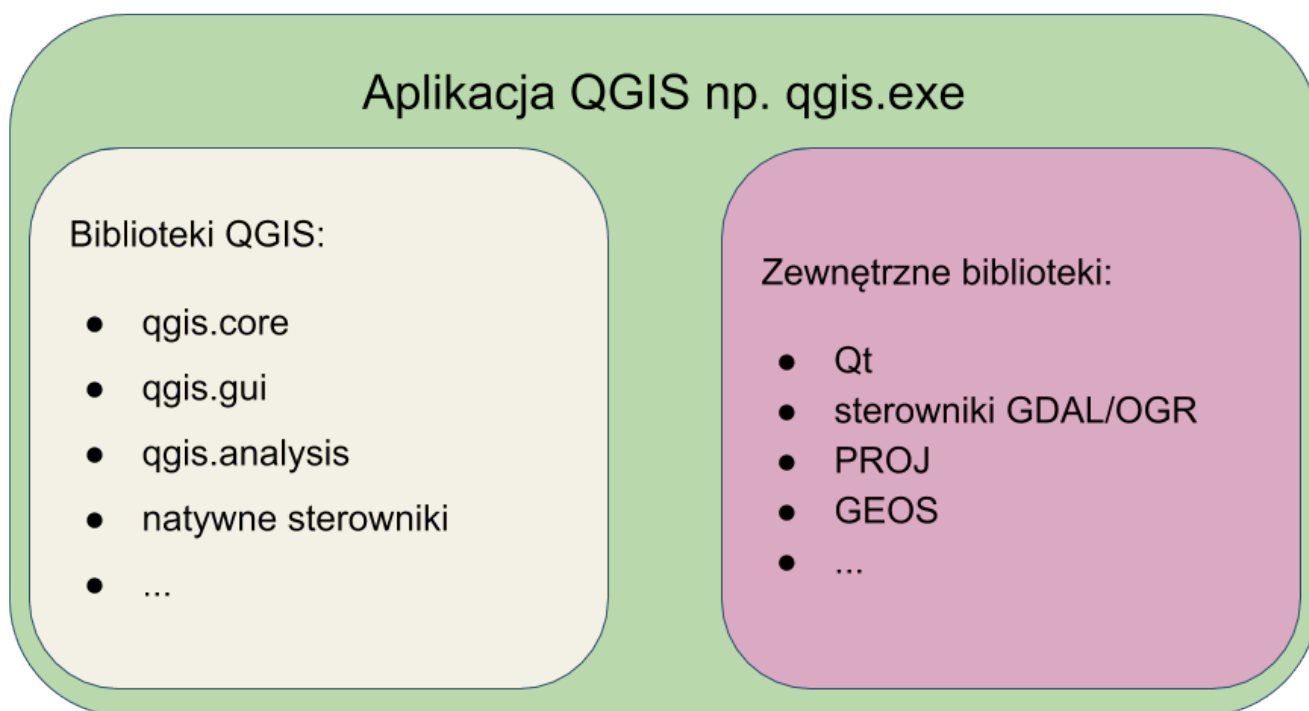 Aplikacja QGIS np. qgis.exe
Biblioteki QGIS:
● qgis.core
● qgis.gui
● qgis.analysis
● natywne sterowniki
● ...
Zewnętrzne biblioteki:
● Qt
● sterowniki GDAL/OGR
● PROJ
● GEOS
● ...